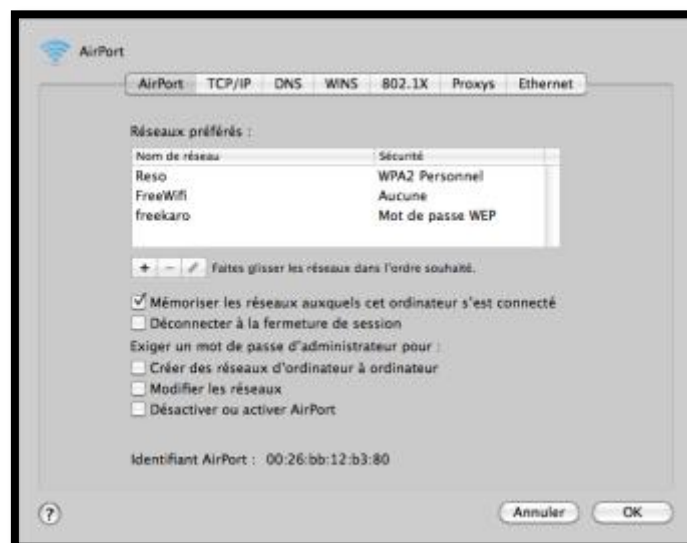 AirPort
AirPort TCP/IP DNS WINS 802.1X Proxys Ethernet
Réseaux préférés :
Nom de réseau Sécurité
Reso WPA2 Personnel
FreeWifi Aucune
freekaro Mot de passe WEP
+ − Faites glisser les réseaux dans l'ordre souhaité.
Mémoriser les réseaux auxquels cet ordinateur s'est connecté
Déconnecter à la fermeture de session
Exiger un mot de passe d'administrateur pour :
Créer des réseaux d'ordinateur à ordinateur
Modifier les réseaux
Désactiver ou activer AirPort
Identifiant AirPort : 00:26:bb:12:b3:80
? Annuler OK